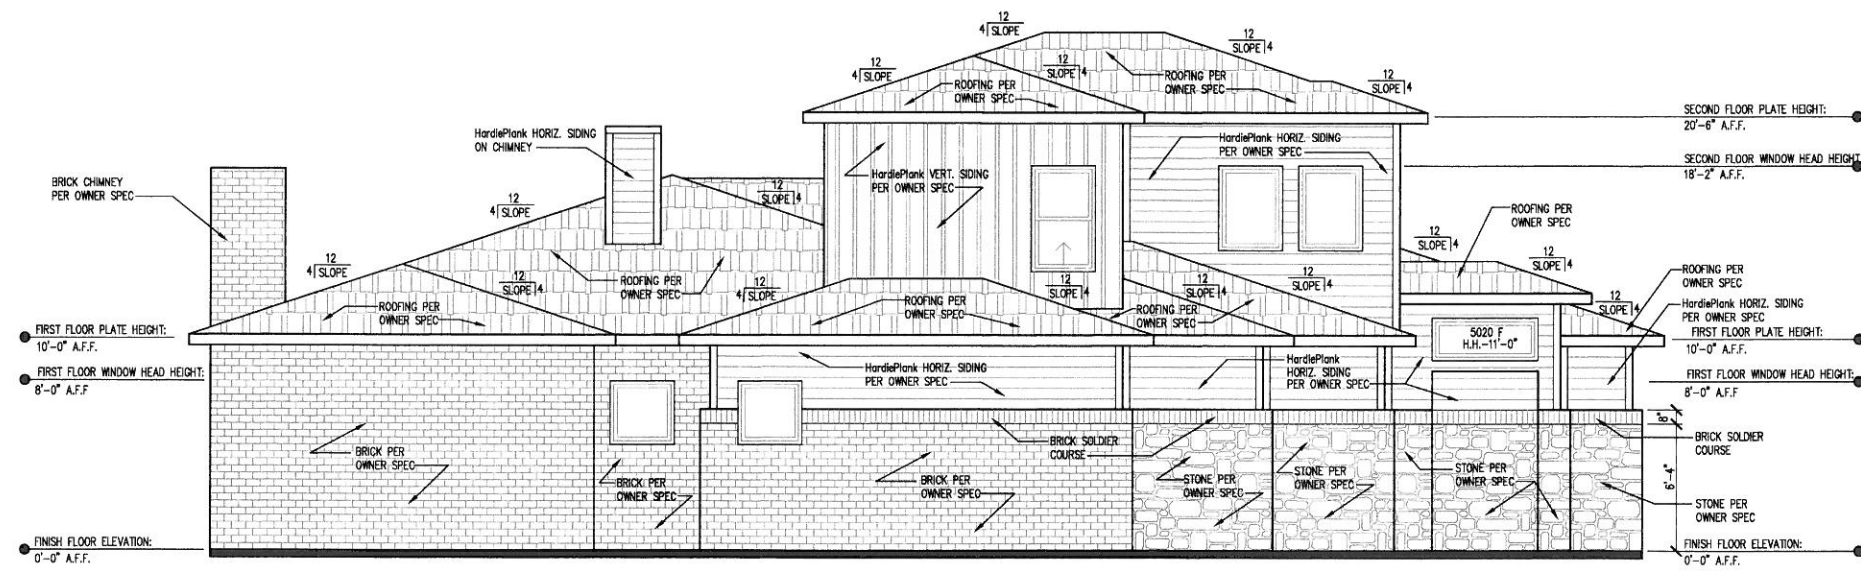 12
4 SLOPE
12
SLOPE 4
12
4 SLOPE
12
SLOPE 4
12
SLOPE 4
ROOFING PER
OWNER SPEC
ROOFING PER
OWNER SPEC
SECOND FLOOR PLATE HEIGHT:
20'-6" A.F.F.
HardiePlank HORIZ. SIDING
ON CHIMNEY
HardiePlank HORIZ. SIDING
PER OWNER SPEC
SECOND FLOOR WINDOW HEAD HEIGHT
18'-2" A.F.F.
BRICK CHIMNEY
PER OWNER SPEC
HardiePlank VERT. SIDING
PER OWNER SPEC
12
SLOPE 4
12
4 SLOPE
ROOFING PER
OWNER SPEC
12
SLOPE 4
12
SLOPE 4
12
4 SLOPE
12
SLOPE 4
ROOFING PER
OWNER SPEC
12
4 SLOPE
12
SLOPE 4
12
SLOPE 4
12
SLOPE 4
ROOFING PER
OWNER SPEC
ROOFING PER
OWNER SPEC
ROOFING PER
OWNER SPEC
ROOFING PER
OWNER SPEC
12
SLOPE 4
HardiePlank HORIZ. SIDING
PER OWNER SPEC
FIRST FLOOR PLATE HEIGHT:
10'-0" A.F.F.
5020 F
H.H.-11'-0"
FIRST FLOOR PLATE HEIGHT:
10'-0" A.F.F.
FIRST FLOOR WINDOW HEAD HEIGHT:
8'-0" A.F.F
HardiePlank HORIZ. SIDING
PER OWNER SPEC
HardiePlank
HORIZ. SIDING
PER OWNER SPEC
FIRST FLOOR WINDOW HEAD HEIGHT:
8'-0" A.F.F
8"
BRICK SOLDIER
COURSE
BRICK SOLDIER
COURSE
BRICK PER
OWNER SPEC
BRICK PER
OWNER SPEC
BRICK PER
OWNER SPEC
STONE PER
OWNER SPEC
STONE PER
OWNER SPEC
STONE PER
OWNER SPEC
6'-4"
STONE PER
OWNER SPEC
FINISH FLOOR ELEVATION:
0'-0" A.F.F.
FINISH FLOOR ELEVATION:
0'-0" A.F.F.